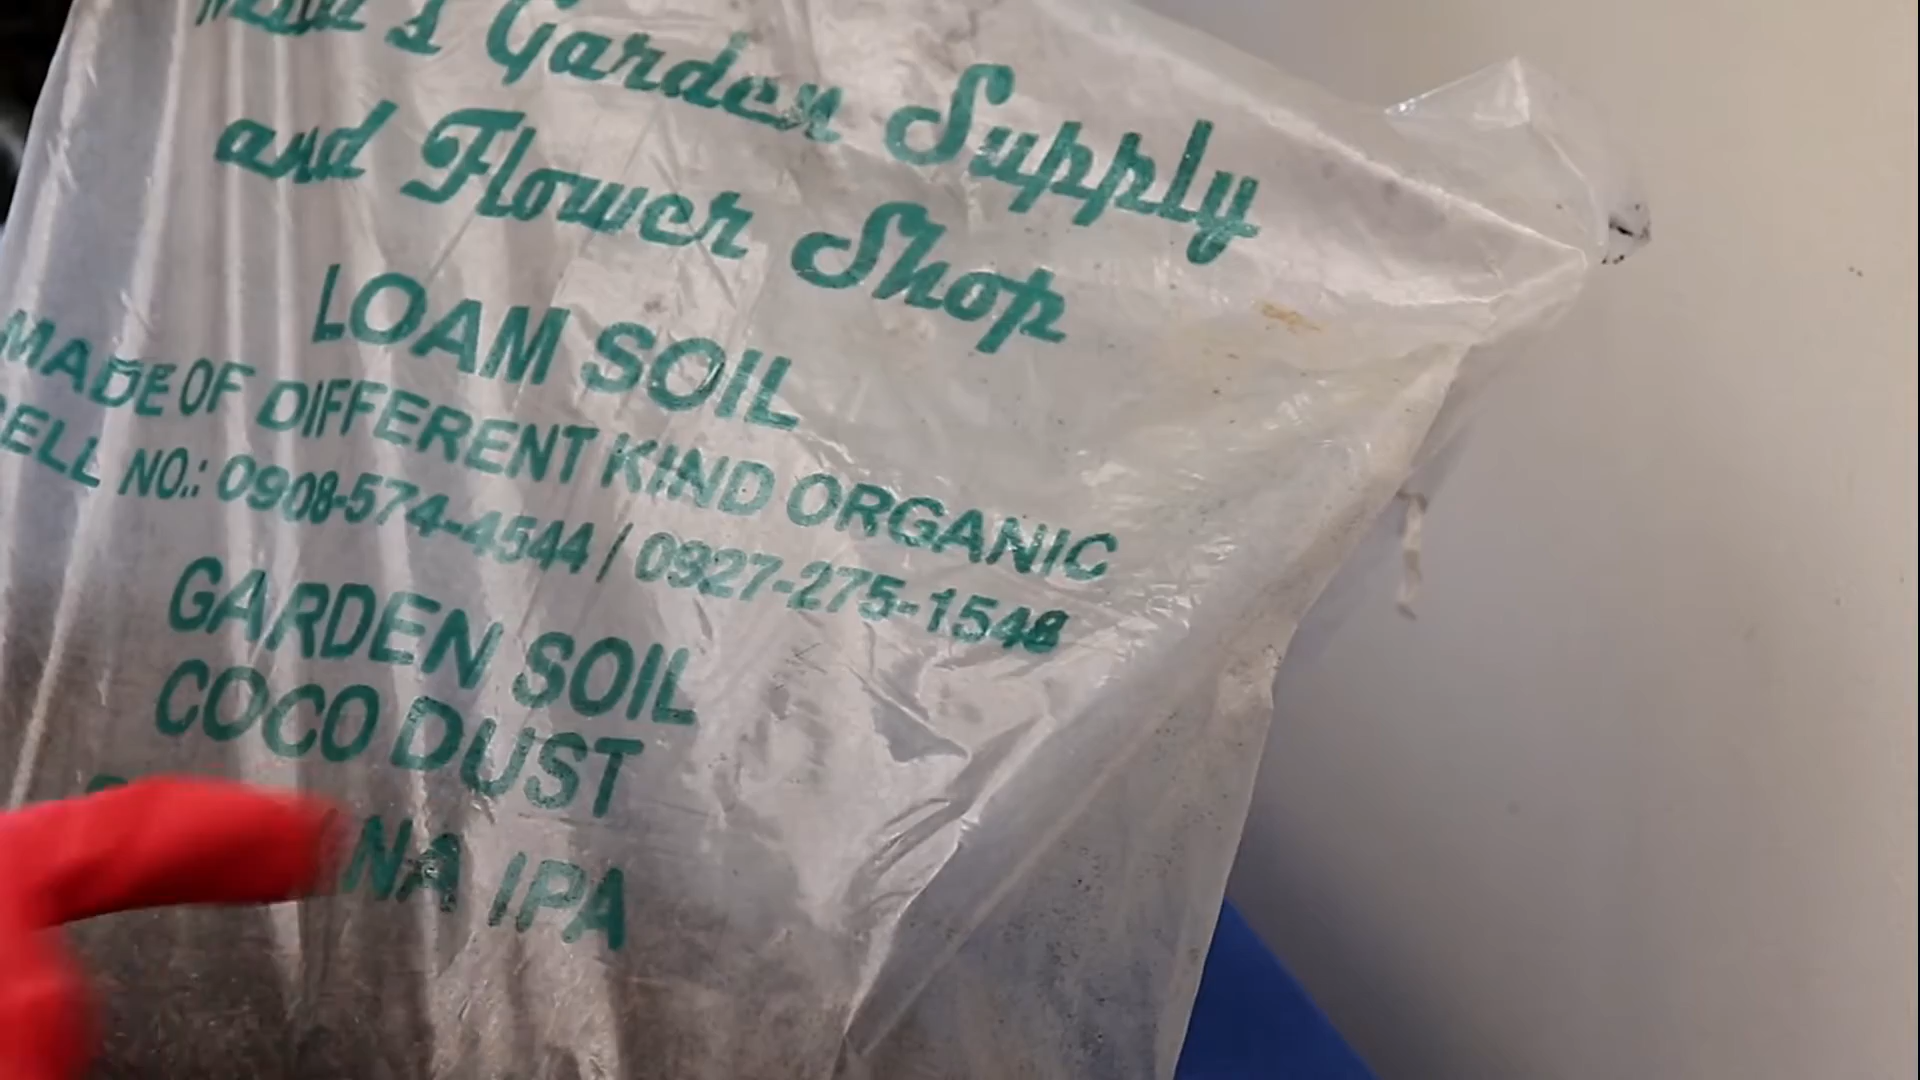 Garden Supply
and Flower Shop
LOAM SOIL
MADE OF DIFFERENT KIND ORGANIC
CELL NO.: 0908-574-4544 / 0927-275-1548
GARDEN SOIL
COCO DUST
IPA